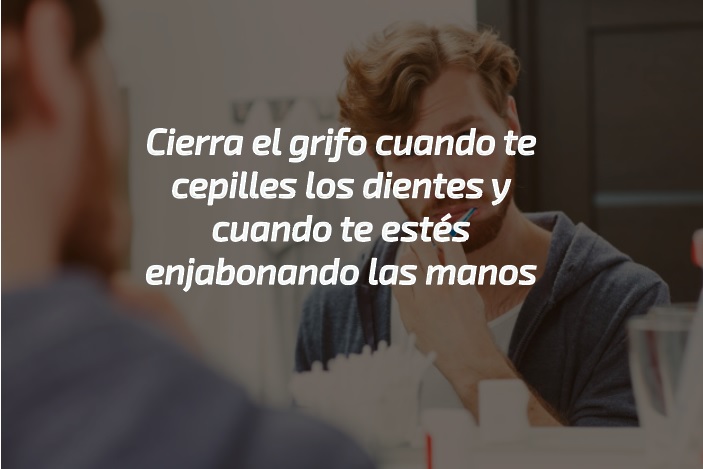 Cierra el grifo cuando te
cepilles los dientes y
cuando te estés
enjabonando las manos